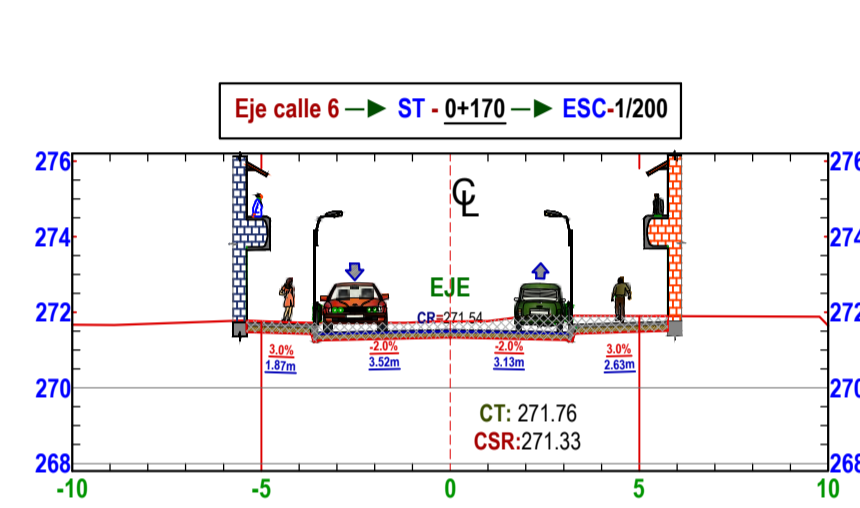 Eje calle 6 → ST - 0+170 → ESC-1/200
276 276
℄
274 274
EJE
272 CR=271.54 272
3.0% -2.0% -2.0% 3.0%
1.87m 3.52m 3.13m 2.63m
270 270
CT: 271.76
CSR:271.33
268 268
-10 -5 0 5 10